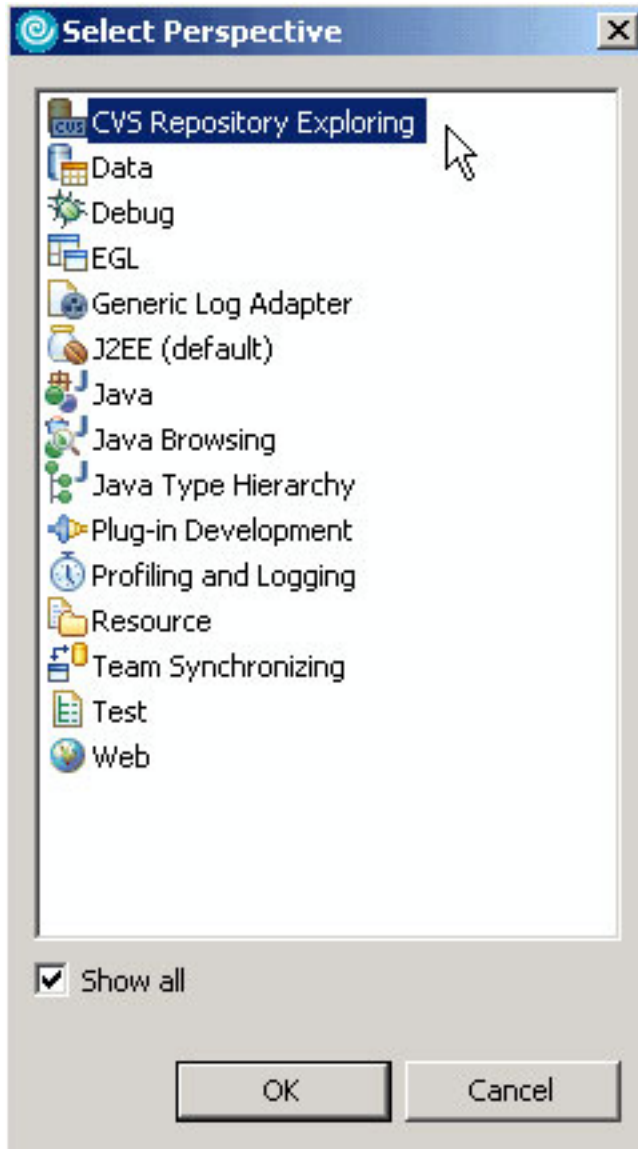 Select Perspective
CVS Repository Exploring
Data
Debug
EGL
Generic Log Adapter
J2EE (default)
Java
Java Browsing
Java Type Hierarchy
Plug-in Development
Profiling and Logging
Resource
Team Synchronizing
Test
Web
Show all
OK
Cancel